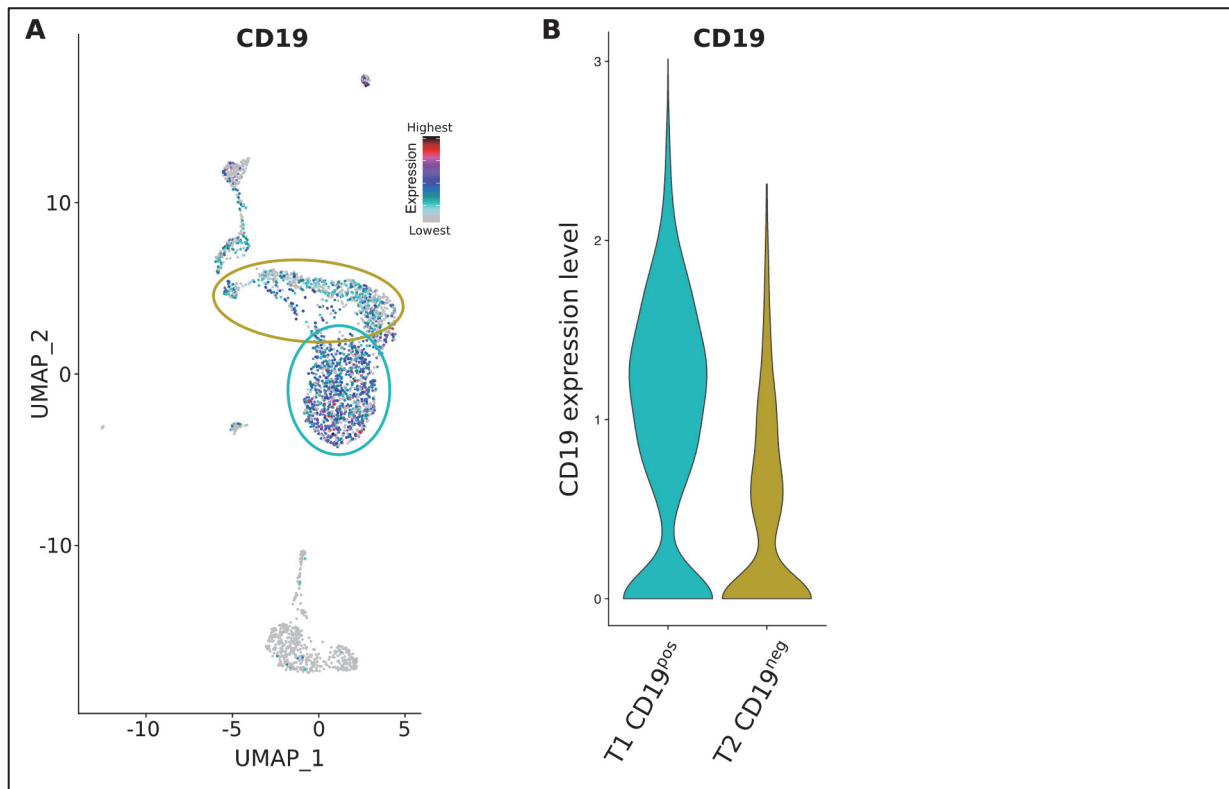 A
CD19
Highest
Expression
Lowest
10
0
-10
UMAP_2
-10
-5
0
5
UMAP_1
B
CD19
3
2
1
0
CD19 expression level
T1 CD19pos
T2 CD19neg